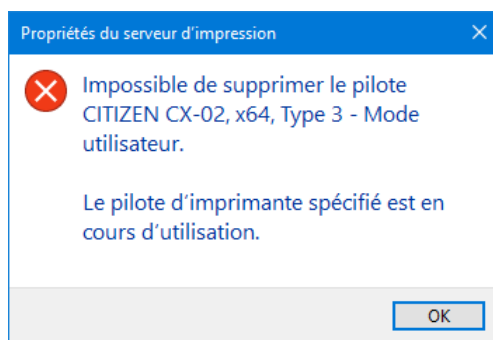 Propriétés du serveur d’impression
Impossible de supprimer le pilote
CITIZEN CX-02, x64, Type 3 - Mode
utilisateur.
Le pilote d’imprimante spécifié est en
cours d’utilisation.
OK